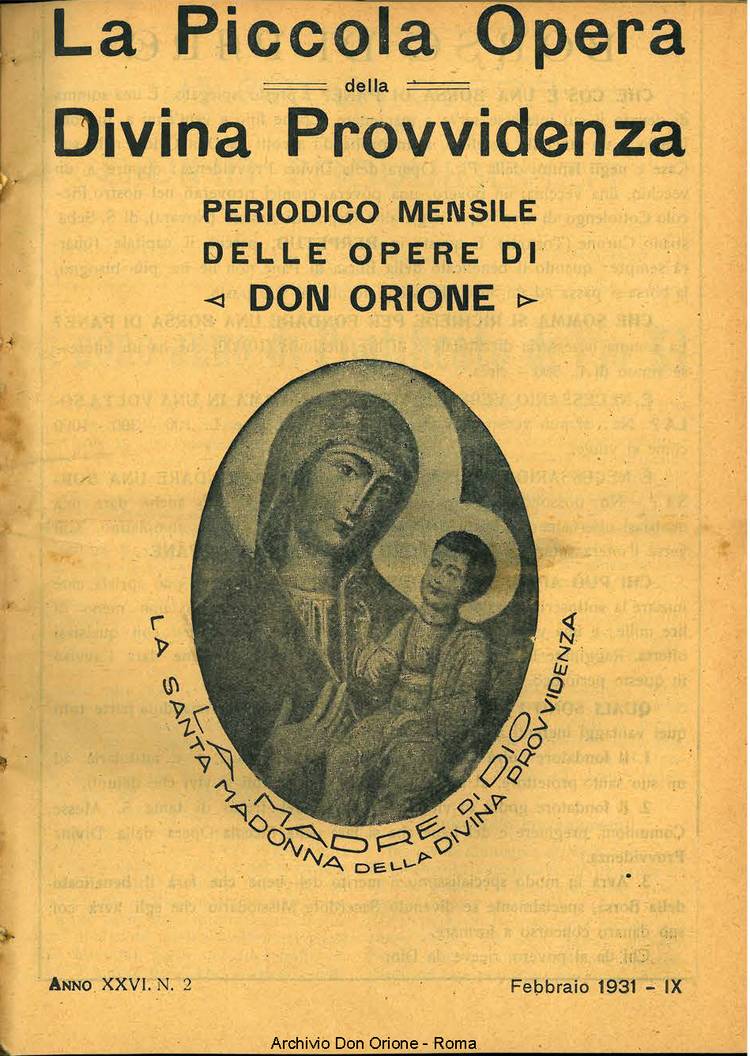 La Piccola Opera
della
Divina Provvidenza
PERIODICO MENSILE
DELLE OPERE DI
DON ORIONE
LA MADRE DI DIO
LA SANTA MADONNA DELLA DIVINA PROVVIDENZA
ANNO XXVI. N. 2
Febbraio 1931 - IX
Archivio Don Orione - Roma